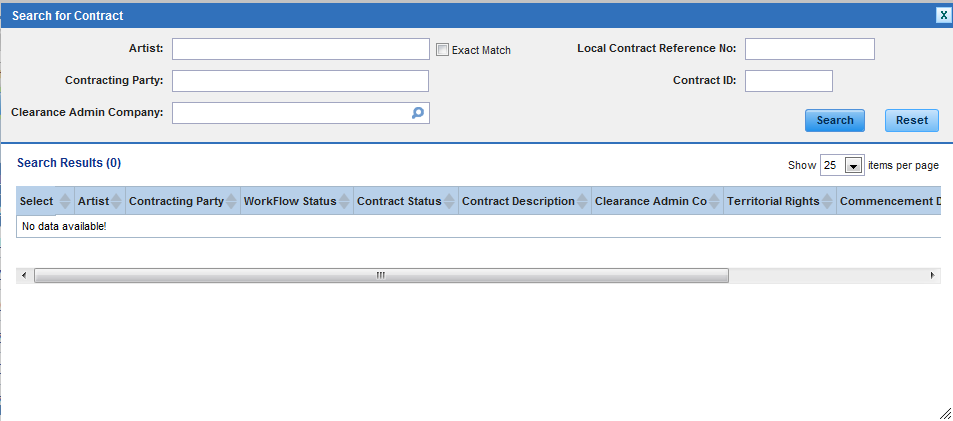 Search for Contract X
Artist: Exact Match Local Contract Reference No:
Contracting Party: Contract ID:
Clearance Admin Company:
Search Reset
Search Results (0) Show 25 items per page
Select Artist Contracting Party WorkFlow Status Contract Status Contract Description Clearance Admin Co Territorial Rights Commencement D
No data available!